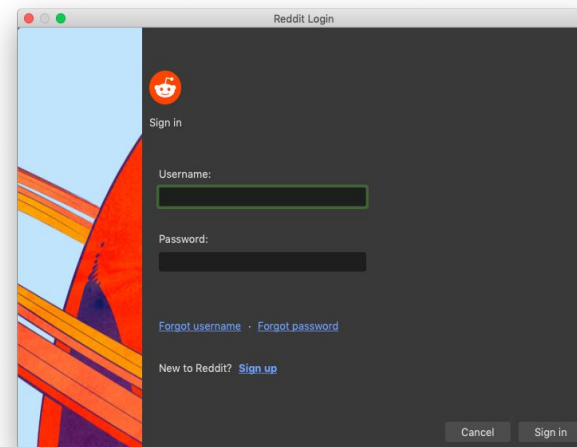 Reddit Login
Sign in
Username:
Password:
Forgot username · Forgot password
New to Reddit? Sign up
Cancel Sign in